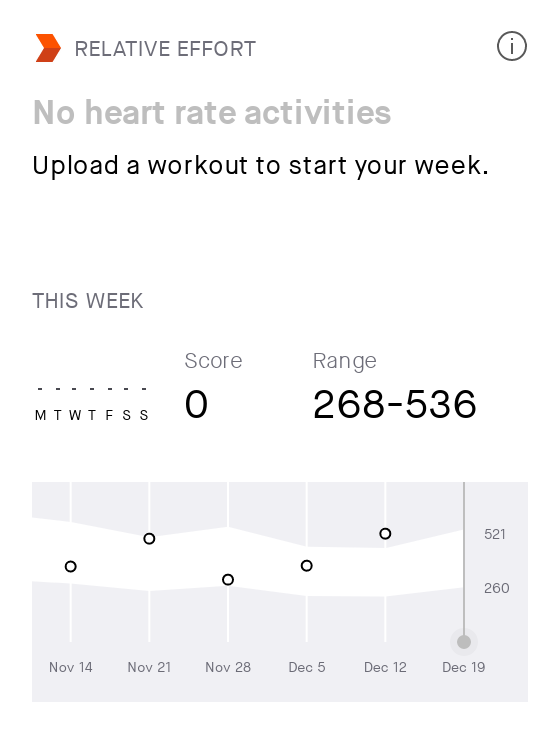 RELATIVE EFFORT
No heart rate activities
Upload a workout to start your week.
THIS WEEK
Score
Range
- - - - - - -
M T W T F S S
0
268-536
521
260
Nov 14 Nov 21 Nov 28 Dec 5 Dec 12 Dec 19